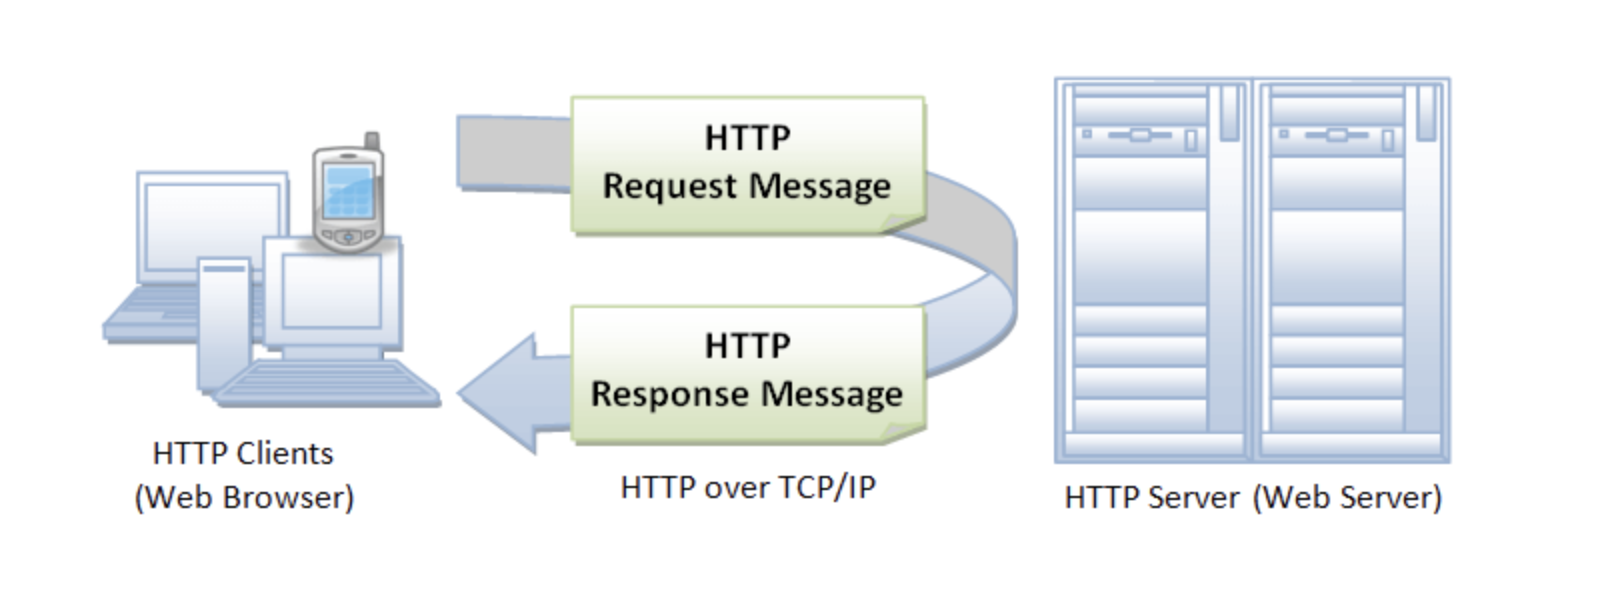 HTTP
Request Message
HTTP
Response Message
HTTP Clients
(Web Browser)
HTTP over TCP/IP
HTTP Server (Web Server)